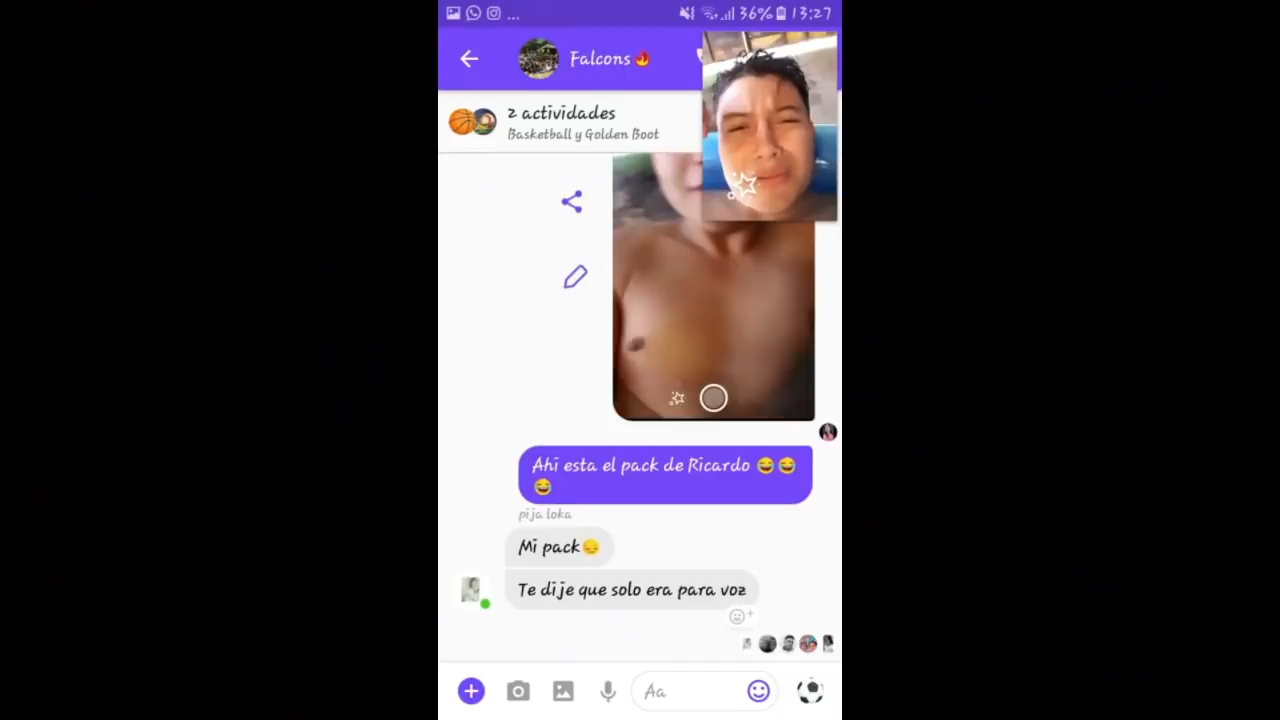 ... 36% 13:27
Falcons🔥
2 actividades
Basketball y Golden Boot
Ahi esta el pack de Ricardo 😂😂
😂
pija loka
Mi pack😞
Te dije que solo era para voz
Aa